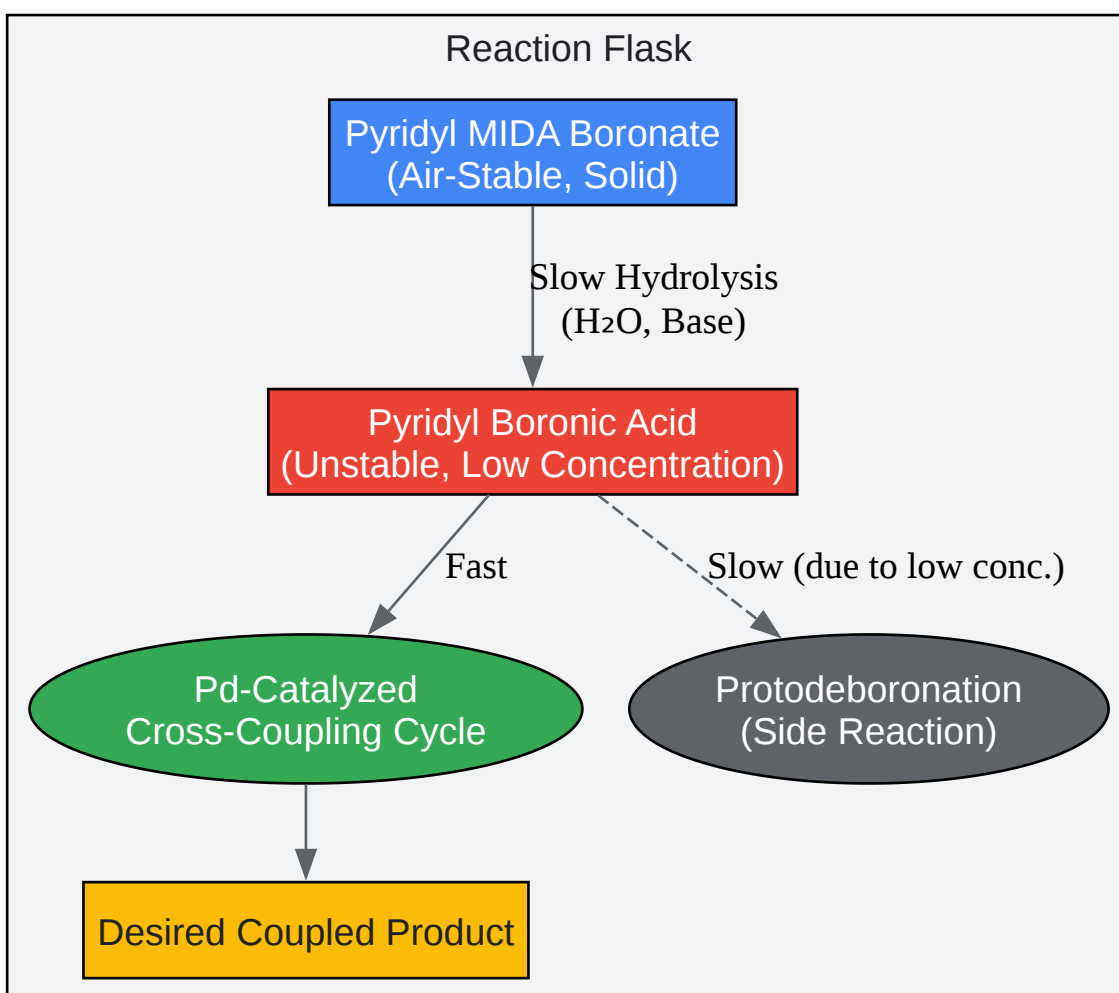 Reaction Flask
Pyridyl MIDA Boronate
(Air-Stable, Solid)
Slow Hydrolysis
(H₂O, Base)
Pyridyl Boronic Acid
(Unstable, Low Concentration)
Fast
Slow (due to low conc.)
Pd-Catalyzed
Cross-Coupling Cycle
Protodeboronation
(Side Reaction)
Desired Coupled Product